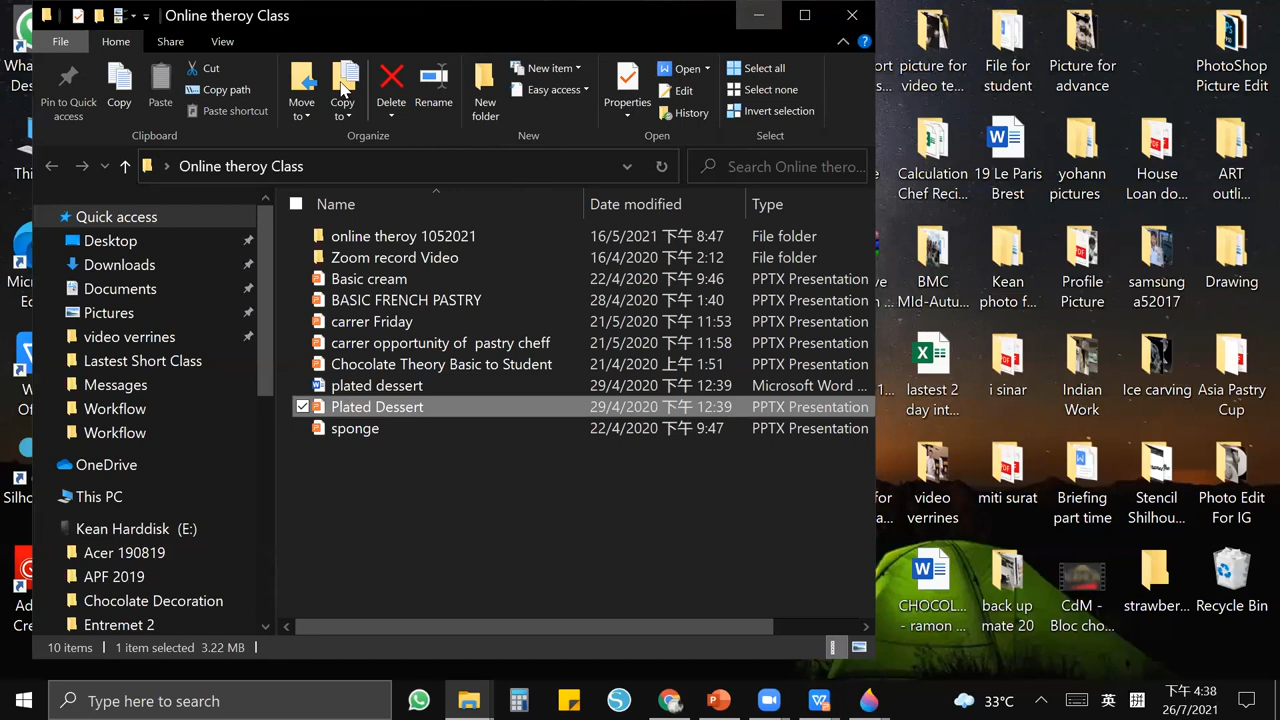 Online theroy Class
File
Home
Share
View
Pin to Quick
access
Copy
Paste
Cut
Copy path
Paste shortcut
Clipboard
Move
to
Copy
to
Delete
Rename
Organize
New
folder
New item
Easy access
New
Properties
Open
Edit
History
Open
Select all
Select none
Invert selection
Select
Online theroy Class
Search Online thero...
Name
Date modified
Type
online theroy 1052021 16/5/2021 下午 8:47 File folder
Zoom record Video 16/4/2020 下午 2:12 File folder
Basic cream 22/4/2020 下午 9:46 PPTX Presentation
BASIC FRENCH PASTRY 28/4/2020 下午 1:40 PPTX Presentation
carrer Friday 21/5/2020 下午 11:53 PPTX Presentation
carrer opportunity of pastry cheff 21/5/2020 下午 11:58 PPTX Presentation
Chocolate Theory Basic to Student 21/4/2020 上午 1:51 PPTX Presentation
plated dessert 29/4/2020 下午 12:39 Microsoft Word ...
Plated Dessert 29/4/2020 下午 12:39 PPTX Presentation
sponge 22/4/2020 下午 9:47 PPTX Presentation
Quick access
Desktop
Downloads
Documents
Pictures
video verrines
Lastest Short Class
Messages
Workflow
Workflow
OneDrive
This PC
Kean Harddisk (E:)
Acer 190819
APF 2019
Chocolate Decoration
Entremet 2
10 items
1 item selected 3.22 MB
picture for
video te...
File for
student
Picture for
advance
PhotoShop
Picture Edit
Calculation
Chef Reci...
19 Le Paris
Brest
yohann
pictures
House
Loan do...
ART
outli...
BMC
MId-Autu...
Kean
photo f...
Profile
Picture
samsung
a52017
Drawing
lastest 2
day int...
i sinar
Indian
Work
Ice carving
Asia Pastry
Cup
video
verrines
miti surat
Briefing
part time
Stencil
Shilhou...
Photo Edit
For IG
CHOCOL...
- ramon ...
back up
mate 20
CdM -
Bloc cho...
strawber...
Recycle Bin
Type here to search
33°C
英
拼
下午 4:38
26/7/2021